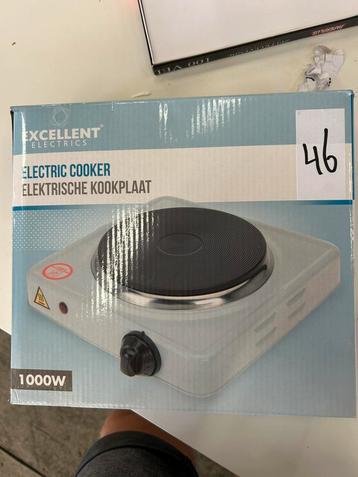 EXCELLENT
ELECTRICS
46
ELECTRIC COOKER
ELEKTRISCHE KOOKPLAAT
1000W